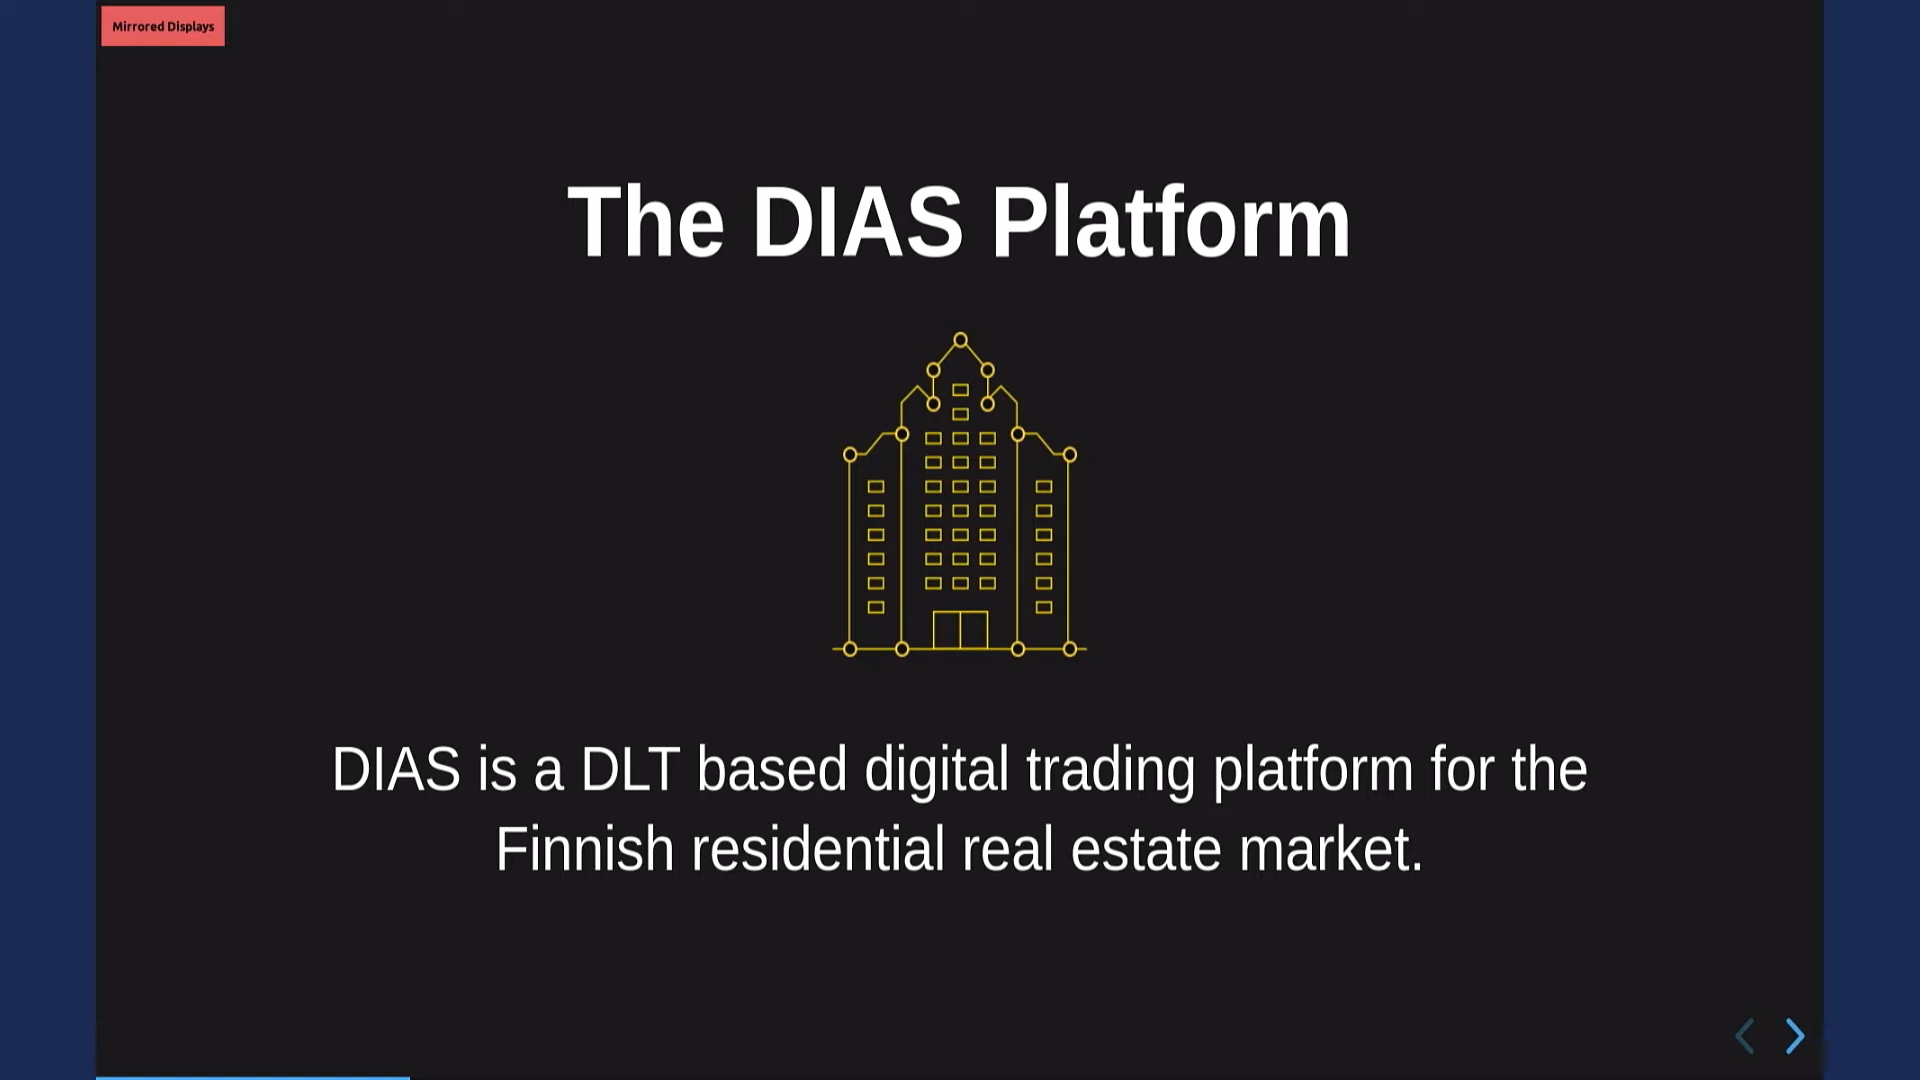 Mirrored Displays
The DIAS Platform
DIAS is a DLT based digital trading platform for the
Finnish residential real estate market.